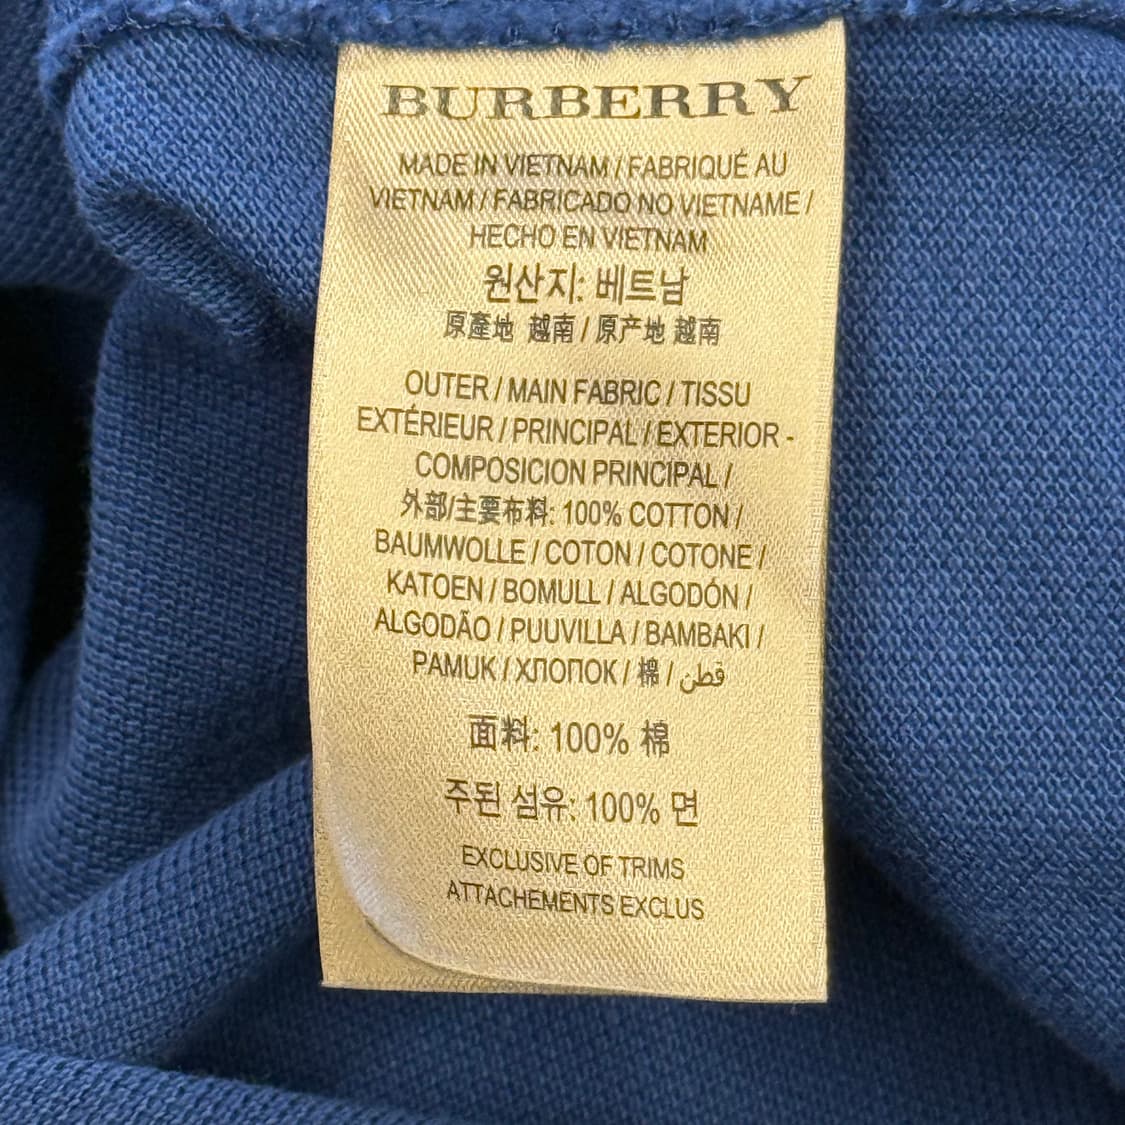 BURBERRY
MADE IN VIETNAM / FABRIQUÉ AU
VIETNAM / FABRICADO NO VIETNAME /
HECHO EN VIETNAM
원산지: 베트남
原產地 越南 / 原产地 越南
OUTER / MAIN FABRIC / TISSU
EXTÉRIEUR / PRINCIPAL / EXTERIOR -
COMPOSICION PRINCIPAL /
外部/主要布料: 100% COTTON /
BAUMWOLLE / COTON / COTONE /
KATOEN / BOMULL / ALGODÓN /
ALGODÃO / PUUVILLA / BAMBAKI /
PAMUK / ХЛОПОК / 棉 / قطن
面料: 100% 棉
주된 섬유: 100% 면
EXCLUSIVE OF TRIMS
ATTACHEMENTS EXCLUS